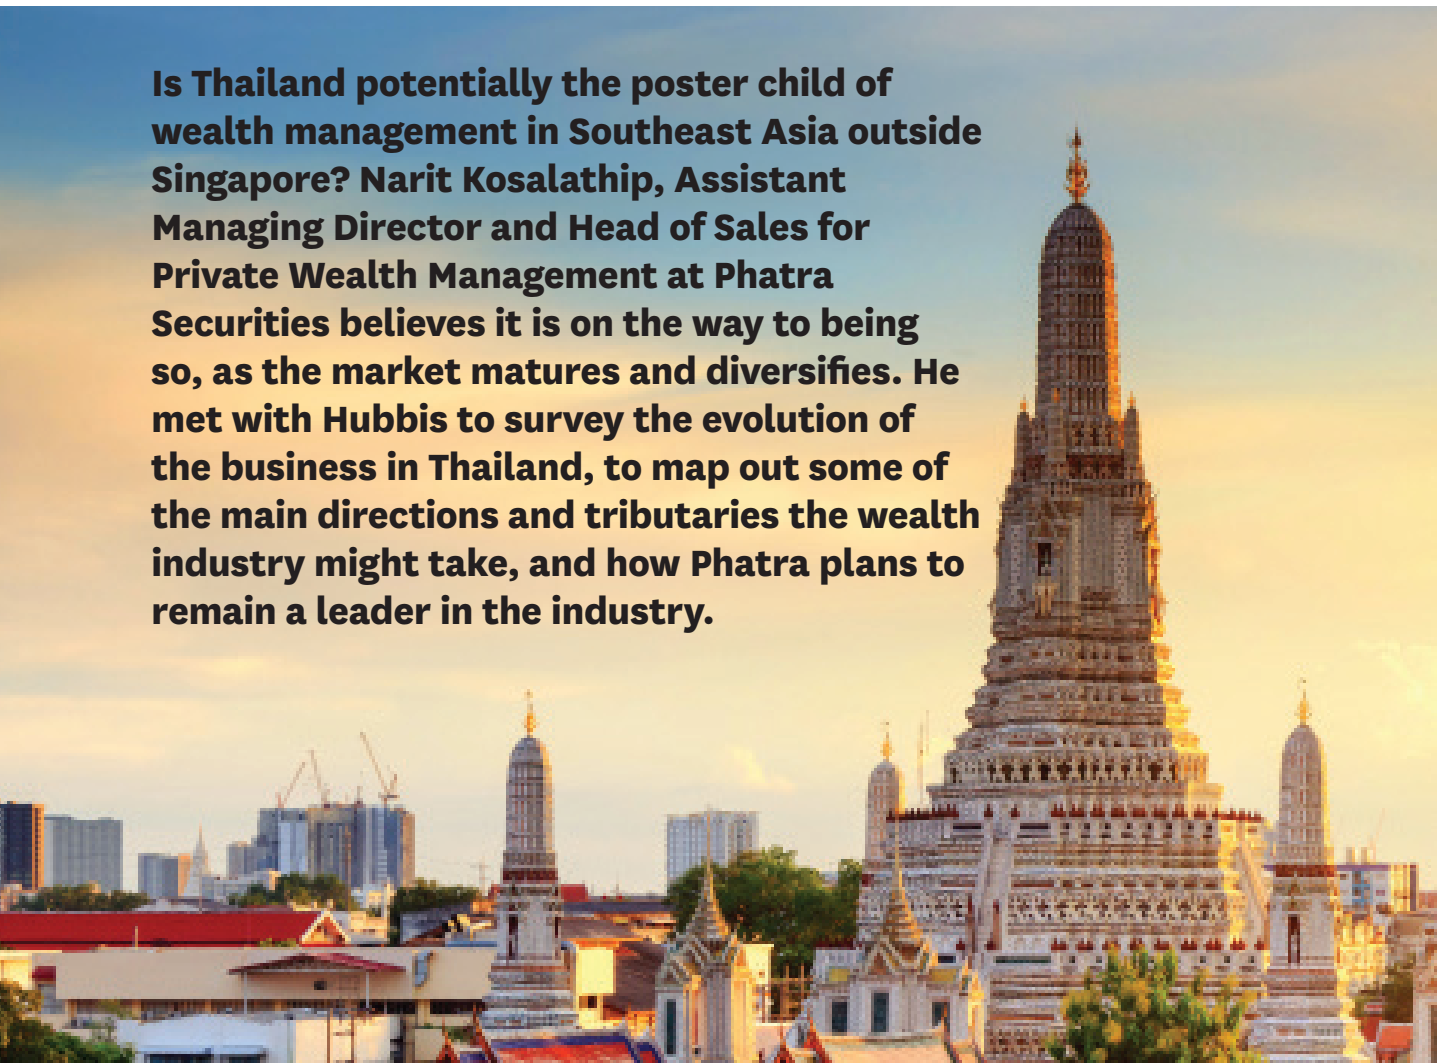 Is Thailand potentially the poster child of
wealth management in Southeast Asia outside
Singapore? Narit Kosalathip, Assistant
Managing Director and Head of Sales for
Private Wealth Management at Phatra
Securities believes it is on the way to being
so, as the market matures and diversifies. He
met with Hubbis to survey the evolution of
the business in Thailand, to map out some of
the main directions and tributaries the wealth
industry might take, and how Phatra plans to
remain a leader in the industry.